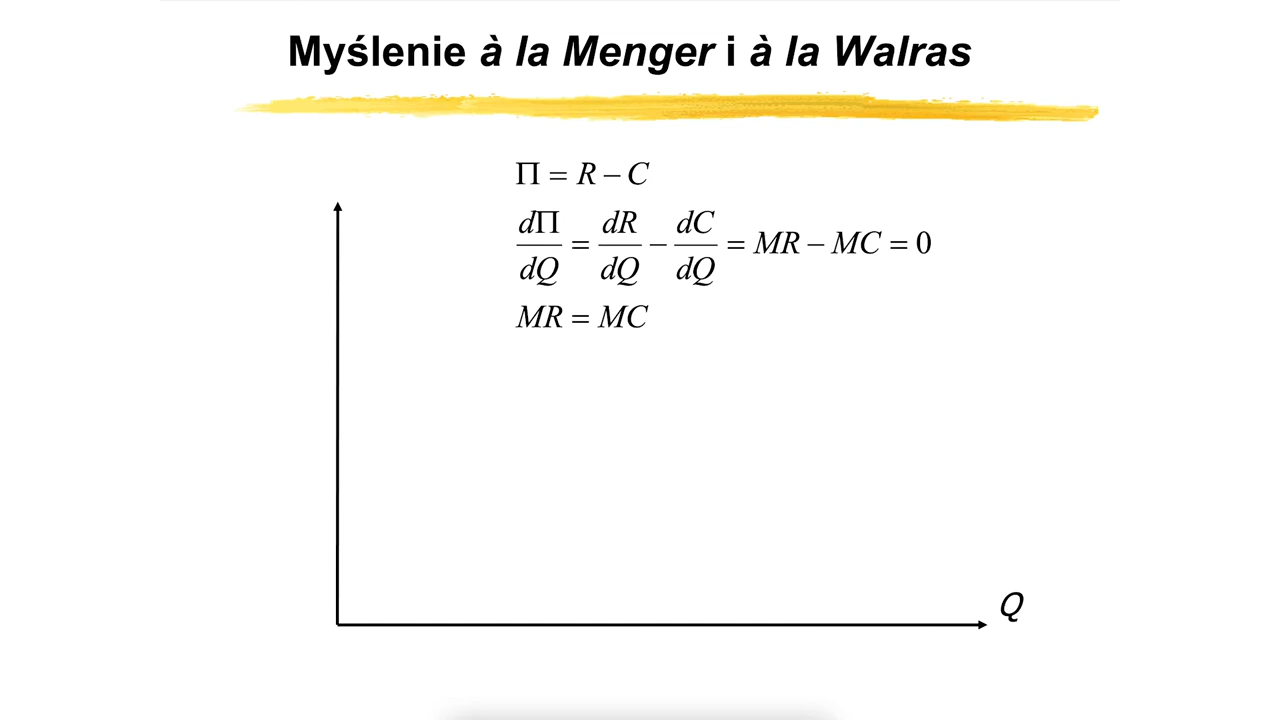 Myślenie à la Menger i à la Walras
Π = R − C
dΠ/dQ = dR/dQ − dC/dQ = MR − MC = 0
MR = MC
Q